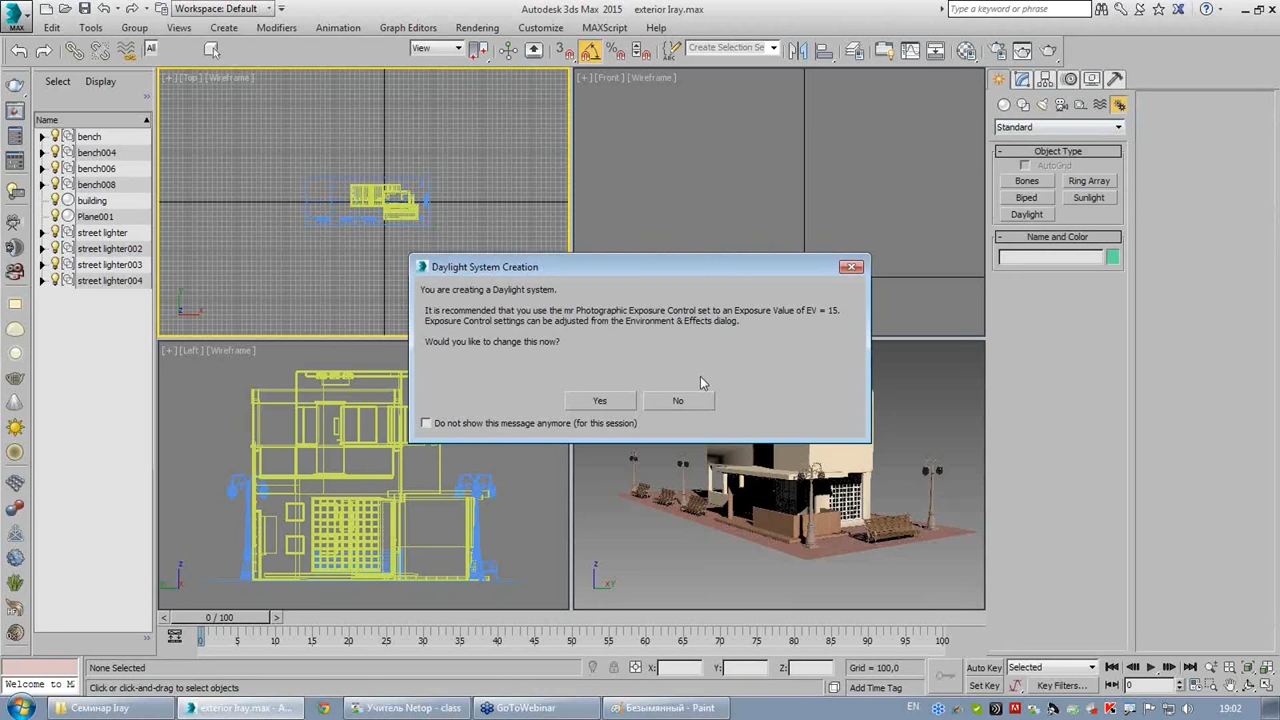 MAX
Workspace: Default
Autodesk 3ds Max 2015    exterior Iray.max
Type a keyword or phrase
Edit Tools Group Views Create Modifiers Animation Graph Editors Rendering Customize MAXScript Help
All
View
Create Selection Se
Select Display
Name
bench
bench004
bench006
bench008
building
Plane001
street lighter
street lighter002
street lighter003
street lighter004
[+][Top][Wireframe]
[+][Front][Wireframe]
[+][Left][Wireframe]
Daylight System Creation
You are creating a Daylight system.
It is recommended that you use the mr Photographic Exposure Control set to an Exposure Value of EV = 15.
Exposure Control settings can be adjusted from the Environment & Effects dialog.
Would you like to change this now?
Yes No
Do not show this message anymore (for this session)
Standard
- Object Type
AutoGrid
Bones Ring Array
Biped Sunlight
Daylight
- Name and Color
< 0 / 100 >
0 5 10 15 20 25 30 35 40 45 50 55 60 65 70 75 80 85 90 95 100
None Selected X: Y: Z: Grid = 100,0 Auto Key Selected
Welcome to M Click or click-and-drag to select objects Add Time Tag Set Key Key Filters... 0
Семинар Iray exterior Iray.max - A... Учитель Netop - class GoToWebinar Безымянный - Paint EN 19:02